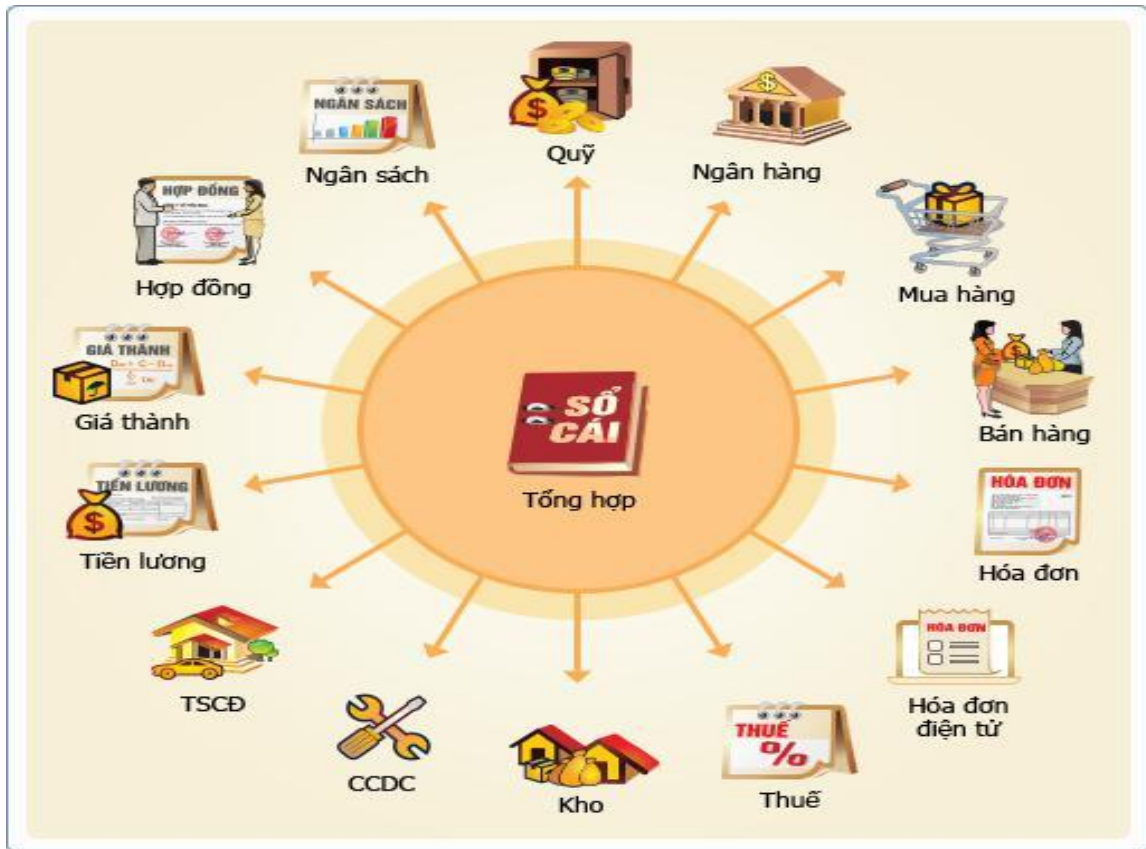 NGÂN SÁCH
Ngân sách
Quỹ
Ngân hàng
HỢP ĐỒNG
Hợp đồng
Mua hàng
GIÁ THÀNH
Giá thành
SỔ
CÁI
Tổng hợp
Bán hàng
TIỀN LƯƠNG
Tiền lương
HÓA ĐƠN
Hóa đơn
TSCĐ
HÓA ĐƠN
Hóa đơn
điện tử
CCDC
Kho
THUẾ
%
Thuế